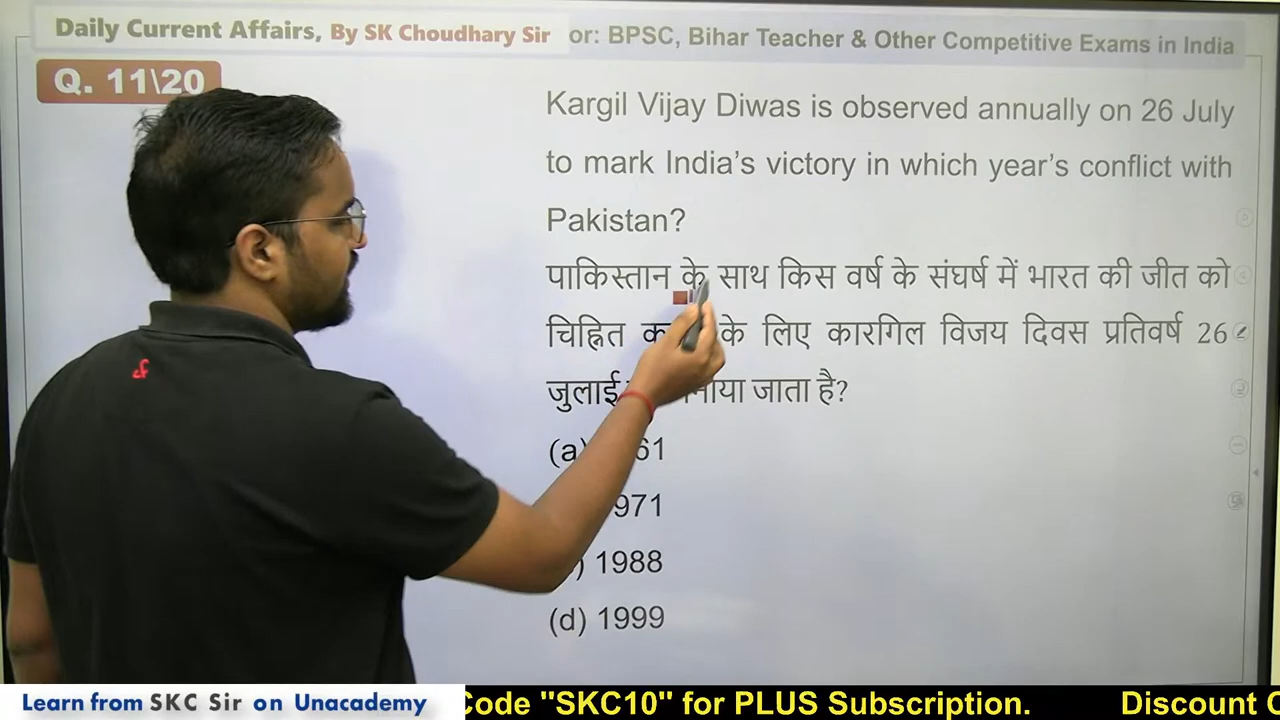 Daily Current Affairs, By SK Choudhary Sir or: BPSC, Bihar Teacher & Other Competitive Exams in India
Q. 11\20
Kargil Vijay Diwas is observed annually on 26 July
to mark India's victory in which year's conflict with
Pakistan?
पाकिस्तान के साथ किस वर्ष के संघर्ष में भारत की जीत को
चिह्नित के लिए कारगिल विजय दिवस प्रतिवर्ष 26
जुलाई जाता है?
(a) 61
971
) 1988
(d) 1999
Learn from SKC Sir on Unacademy
Code "SKC10" for PLUS Subscription. Discount